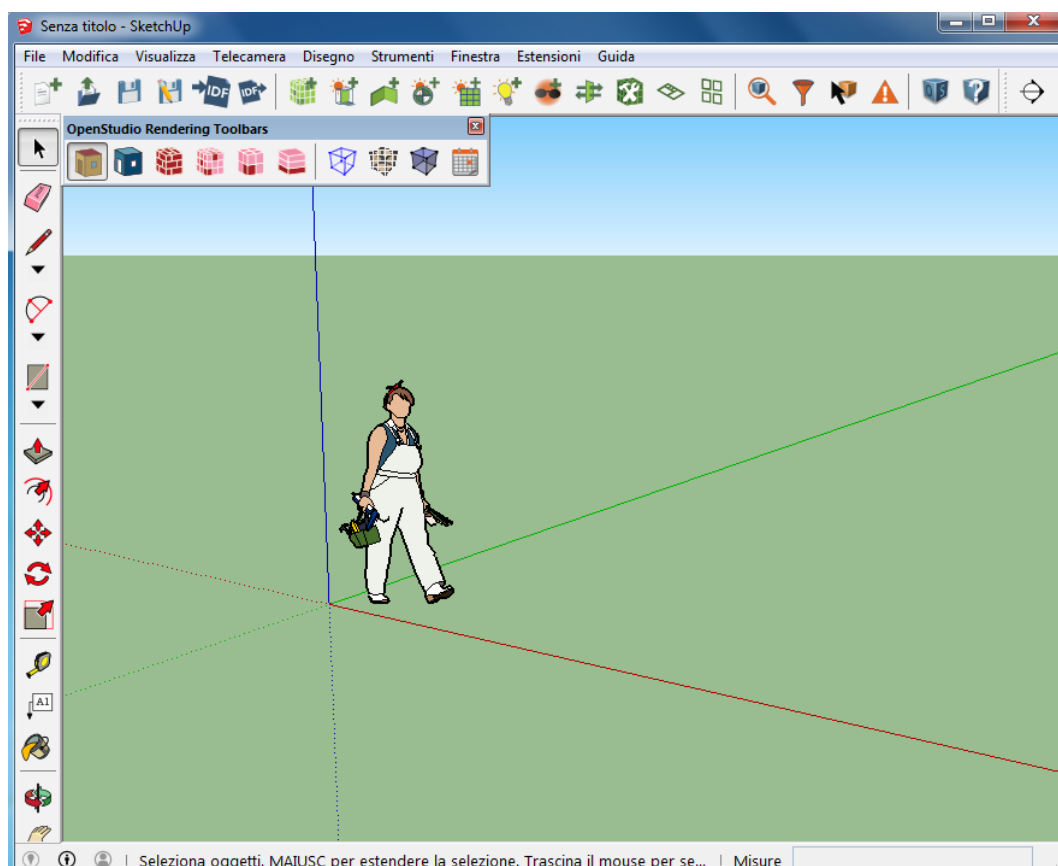 Senza titolo - SketchUp
File Modifica Visualizza Telecamera Disegno Strumenti Finestra Estensioni Guida
IDF IDF
OpenStudio Rendering Toolbars
A1
Seleziona oggetti. MAIUSC per estendere la selezione. Trascina il mouse per se... | Misure